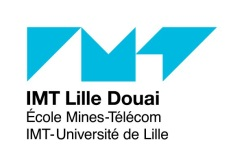 IMT Lille Douai
École Mines-Télécom
IMT-Université de Lille